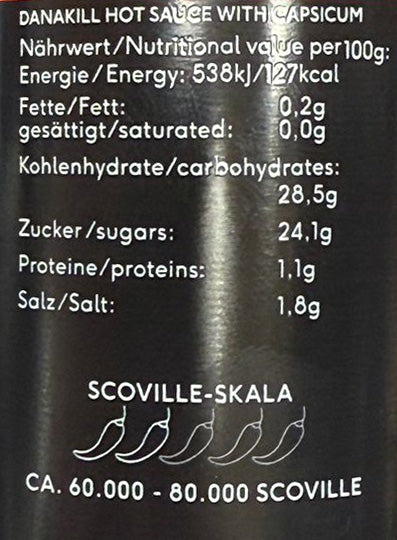 DANAKILL HOT SAUCE WITH CAPSICUM
Nährwert/Nutritional value per100g:
Energie/Energy: 538kJ/127kcal
Fette/Fett: 0,2g
gesättigt/saturated: 0,0g
Kohlenhydrate/carbohydrates:
28,5g
Zucker/sugars: 24,1g
Proteine/proteins: 1,1g
Salz/Salt: 1,8g
SCOVILLE-SKALA
CA. 60.000 - 80.000 SCOVILLE